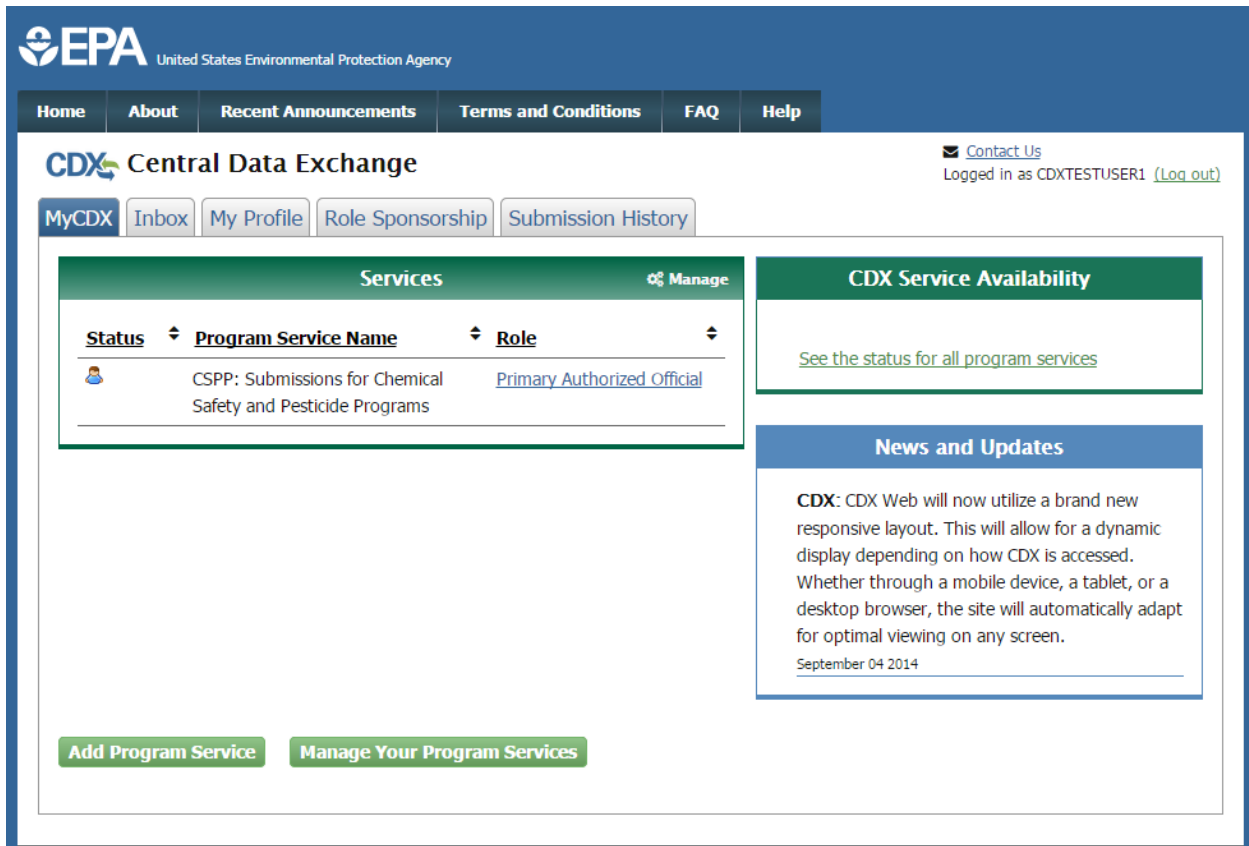 EPA United States Environmental Protection Agency
Home About Recent Announcements Terms and Conditions FAQ Help
CDX Central Data Exchange
Contact Us
Logged in as CDXTESTUSER1 (Log out)
MyCDX Inbox My Profile Role Sponsorship Submission History
Services Manage
Status Program Service Name Role
CSPP: Submissions for Chemical Primary Authorized Official
Safety and Pesticide Programs
CDX Service Availability
See the status for all program services
News and Updates
CDX: CDX Web will now utilize a brand new
responsive layout. This will allow for a dynamic
display depending on how CDX is accessed.
Whether through a mobile device, a tablet, or a
desktop browser, the site will automatically adapt
for optimal viewing on any screen.
September 04 2014
Add Program Service Manage Your Program Services